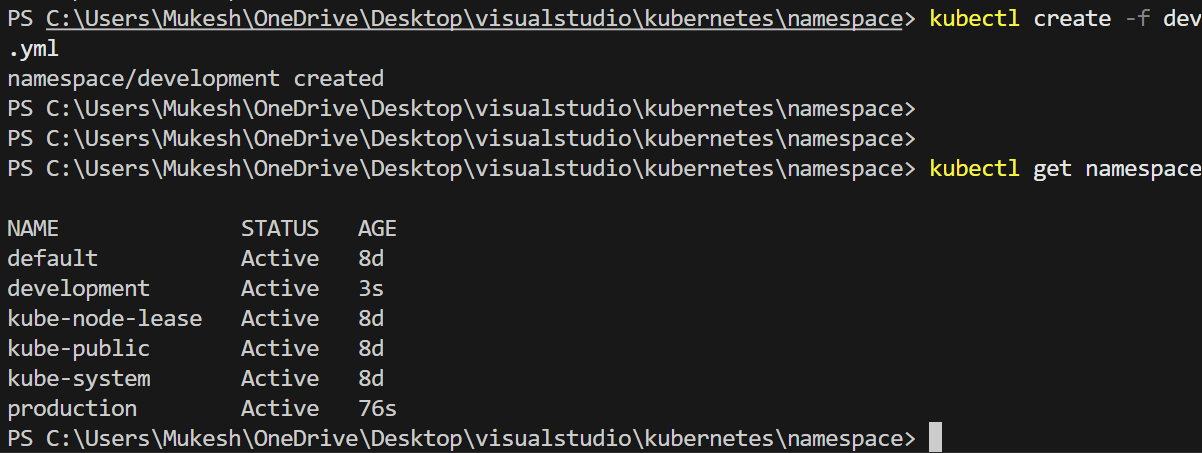 PS C:\Users\Mukesh\OneDrive\Desktop\visualstudio\kubernetes\namespace> kubectl create -f dev
.yml
namespace/development created
PS C:\Users\Mukesh\OneDrive\Desktop\visualstudio\kubernetes\namespace>
PS C:\Users\Mukesh\OneDrive\Desktop\visualstudio\kubernetes\namespace>
PS C:\Users\Mukesh\OneDrive\Desktop\visualstudio\kubernetes\namespace> kubectl get namespace
NAME STATUS AGE
default Active 8d
development Active 3s
kube-node-lease Active 8d
kube-public Active 8d
kube-system Active 8d
production Active 76s
PS C:\Users\Mukesh\OneDrive\Desktop\visualstudio\kubernetes\namespace>